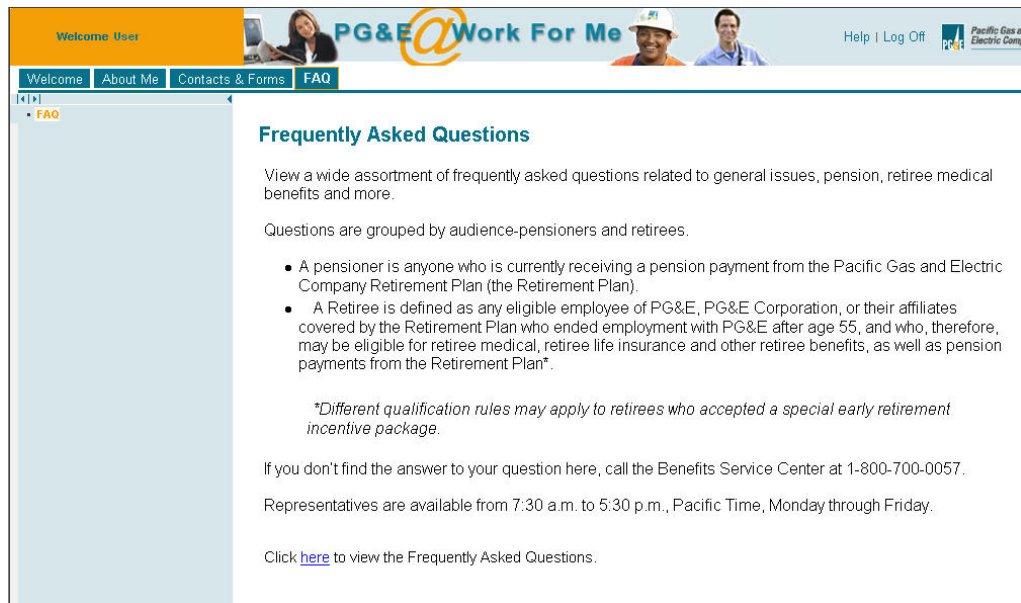 Welcome User
PG&E@Work For Me
Help | Log Off
PG&E
Pacific Gas a
Electric Com
Welcome
About Me
Contacts & Forms
FAQ
FAQ
Frequently Asked Questions
View a wide assortment of frequently asked questions related to general issues, pension, retiree medical
benefits and more.
Questions are grouped by audience-pensioners and retirees.
• A pensioner is anyone who is currently receiving a pension payment from the Pacific Gas and Electric
Company Retirement Plan (the Retirement Plan).
• A Retiree is defined as any eligible employee of PG&E, PG&E Corporation, or their affiliates
covered by the Retirement Plan who ended employment with PG&E after age 55, and who, therefore,
may be eligible for retiree medical, retiree life insurance and other retiree benefits, as well as pension
payments from the Retirement Plan*.
*Different qualification rules may apply to retirees who accepted a special early retirement
incentive package.
If you don't find the answer to your question here, call the Benefits Service Center at 1-800-700-0057.
Representatives are available from 7:30 a.m. to 5:30 p.m., Pacific Time, Monday through Friday.
Click here to view the Frequently Asked Questions.